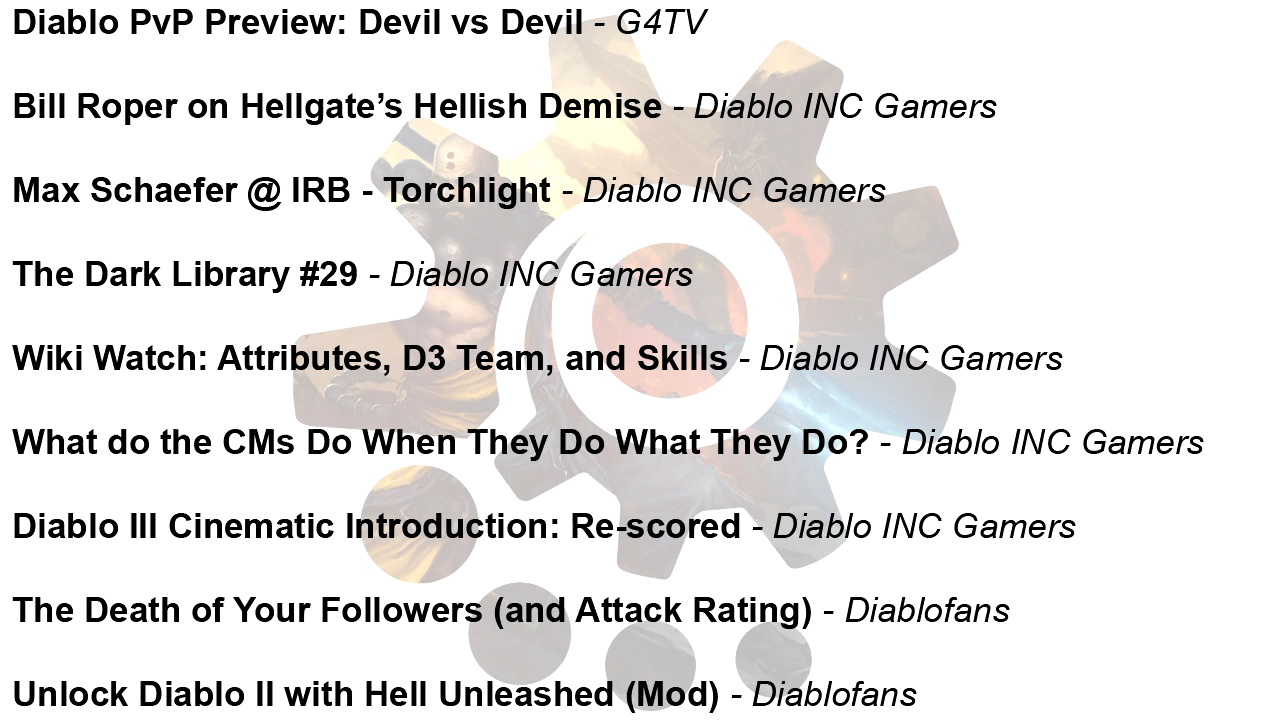 Diablo PvP Preview: Devil vs Devil - G4TV
Bill Roper on Hellgate’s Hellish Demise - Diablo INC Gamers
Max Schaefer @ IRB - Torchlight - Diablo INC Gamers
The Dark Library #29 - Diablo INC Gamers
Wiki Watch: Attributes, D3 Team, and Skills - Diablo INC Gamers
What do the CMs Do When They Do What They Do? - Diablo INC Gamers
Diablo III Cinematic Introduction: Re-scored - Diablo INC Gamers
The Death of Your Followers (and Attack Rating) - Diablofans
Unlock Diablo II with Hell Unleashed (Mod) - Diablofans